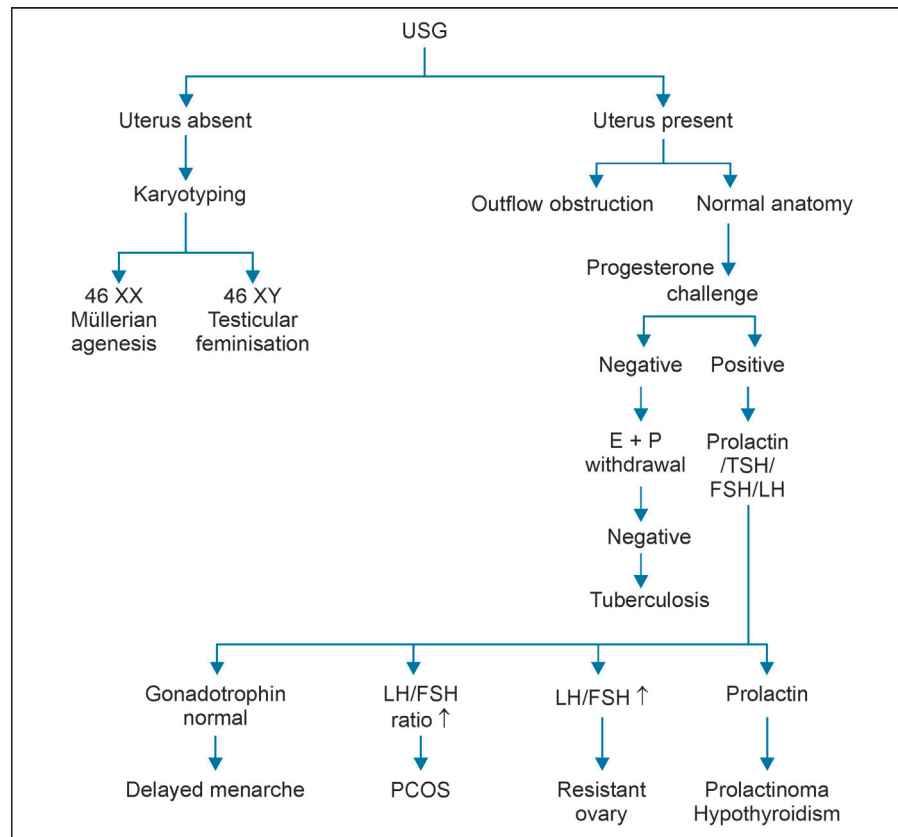 USG
Uterus absent
Uterus present
Karyotyping
Outflow obstruction
Normal anatomy
46 XX
Müllerian
agenesis
46 XY
Testicular
feminisation
Progesterone
challenge
Negative
Positive
E + P
withdrawal
Prolactin
/TSH/
FSH/LH
Negative
Tuberculosis
Gonadotrophin
normal
LH/FSH
ratio ↑
LH/FSH ↑
Prolactin
Delayed menarche
PCOS
Resistant
ovary
Prolactinoma
Hypothyroidism